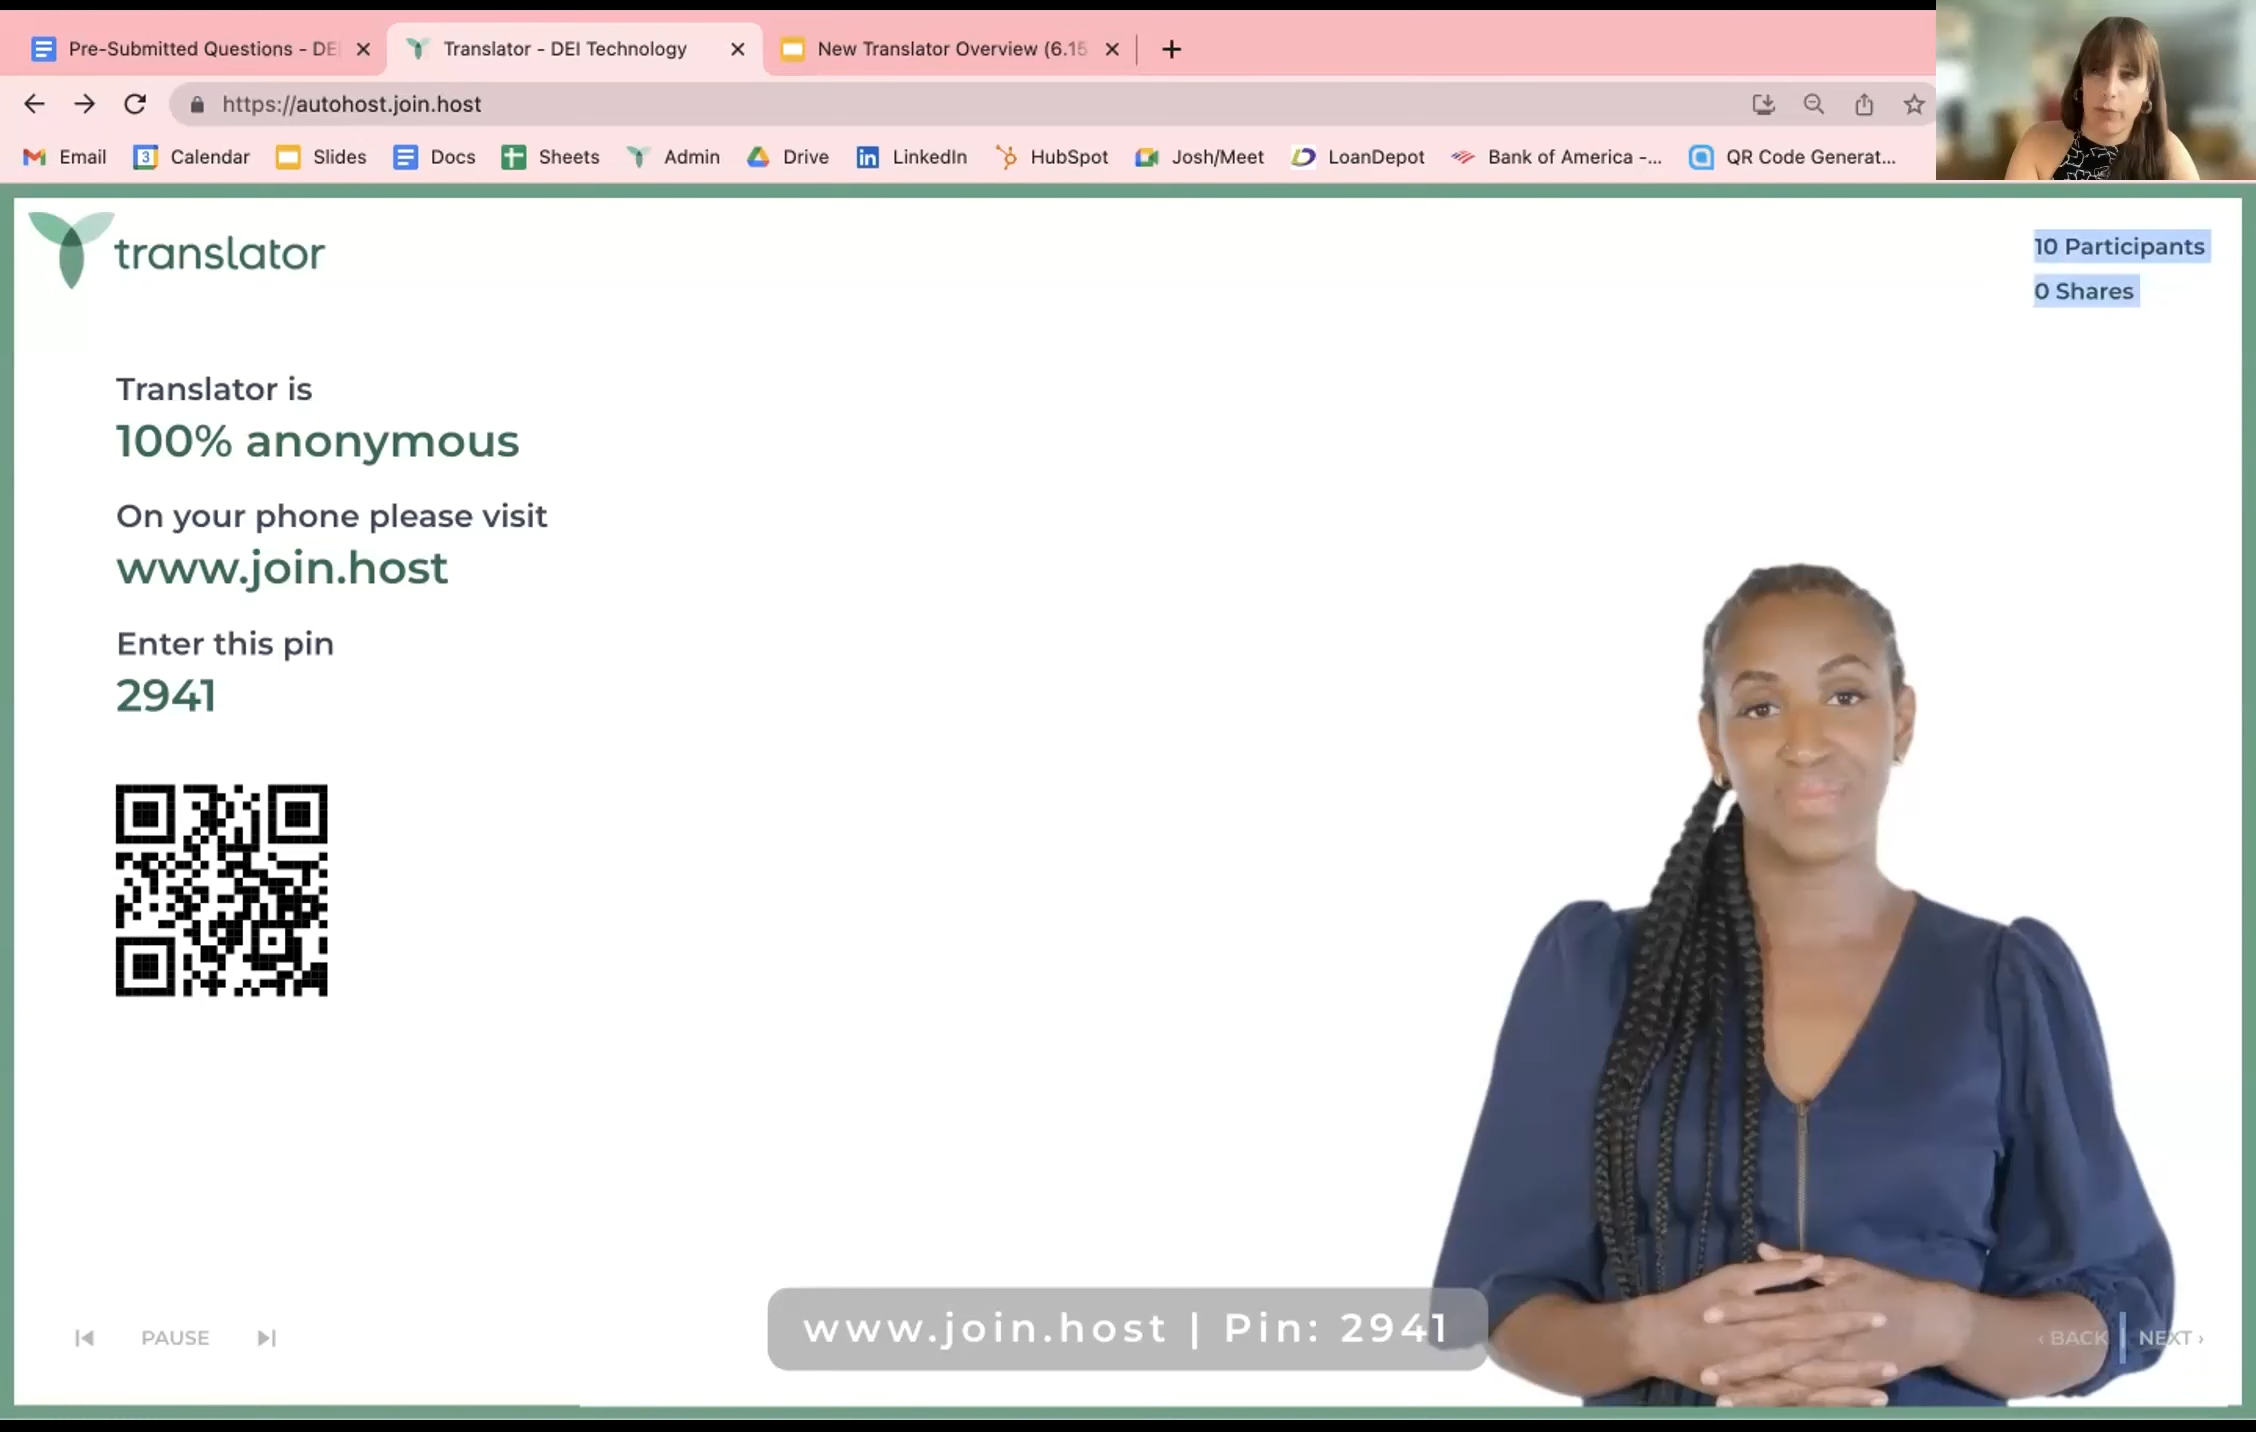 Pre-Submitted Questions - DEI
Translator - DEI Technology
New Translator Overview (6.15
https://autohost.join.host
Email
3
Calendar
Slides
Docs
Sheets
Admin
Drive
LinkedIn
HubSpot
Josh/Meet
LoanDepot
Bank of America -...
QR Code Generat...
translator
10 Participants
0 Shares
Translator is
100% anonymous
On your phone please visit
www.join.host
Enter this pin
2941
PAUSE
www.join.host | Pin: 2941
‹ BACK
NEXT ›